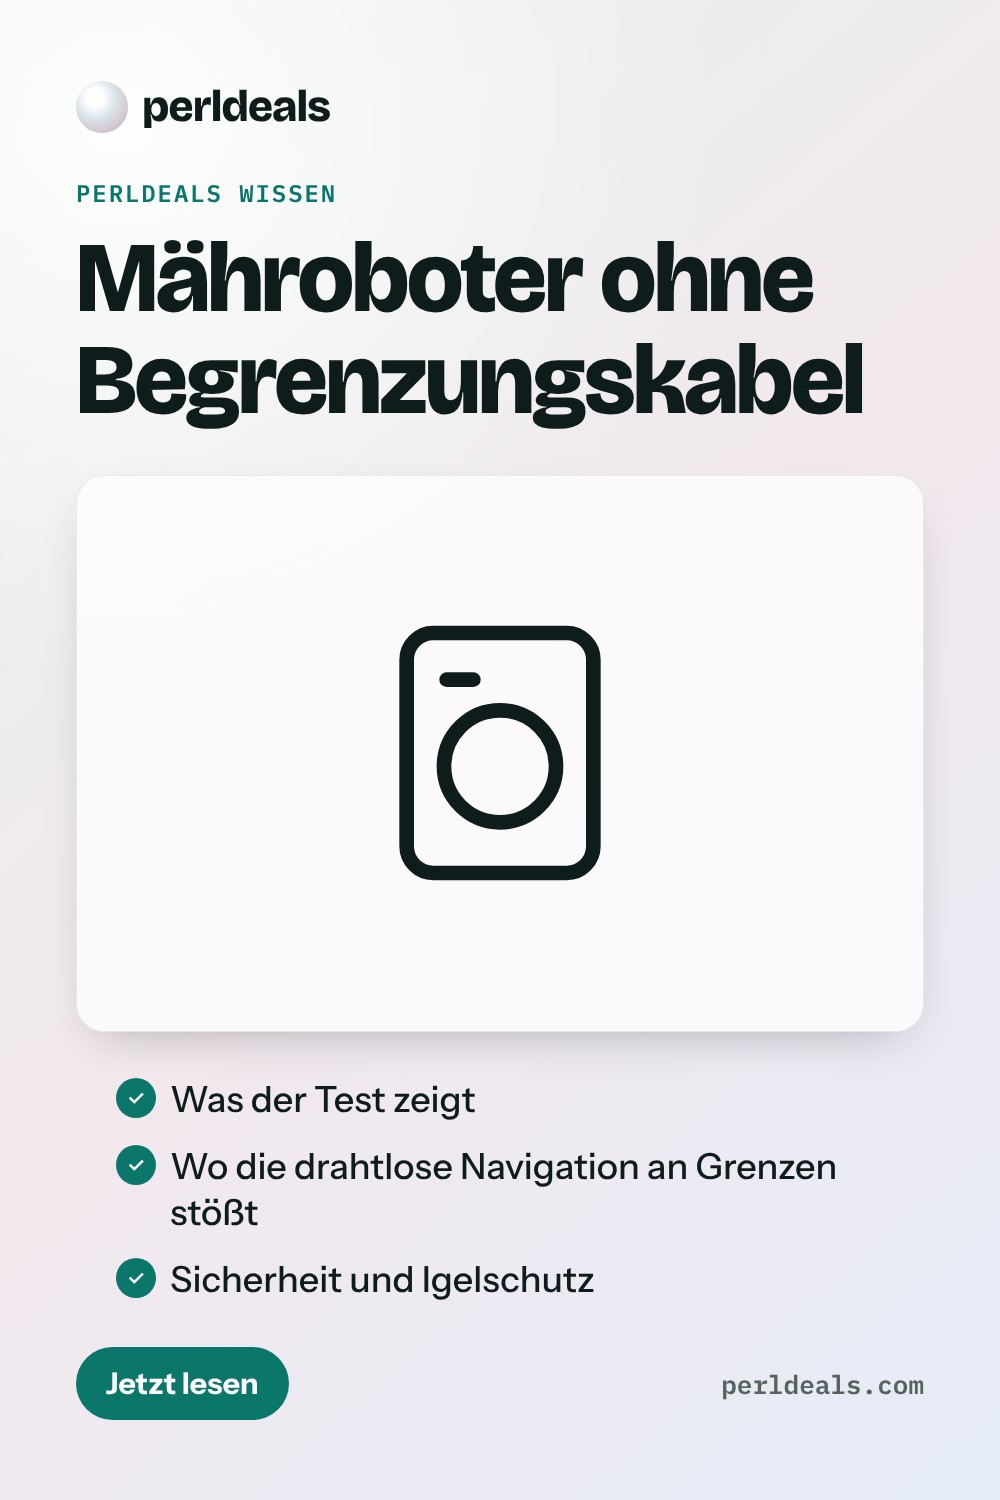 perldeals
PERLDEALS WISSEN
Mähroboter ohne
Begrenzungskabel
Was der Test zeigt
Wo die drahtlose Navigation an Grenzen
stößt
Sicherheit und Igelschutz
Jetzt lesen
perldeals.com